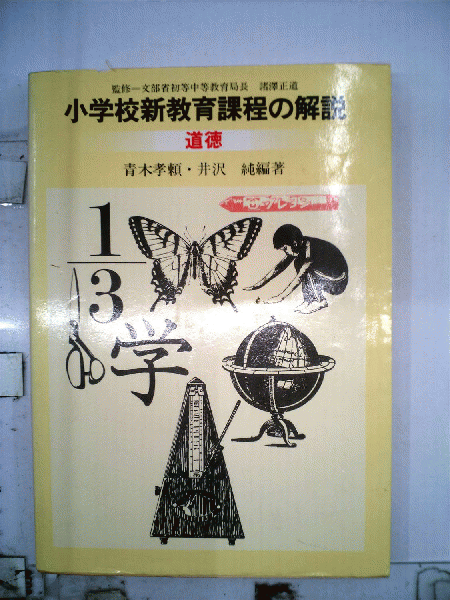 監修―文部省初等中等教育局長 諸澤正道
小学校新教育課程の解説
道徳
青木孝頼・井沢 純編著
1
3
学